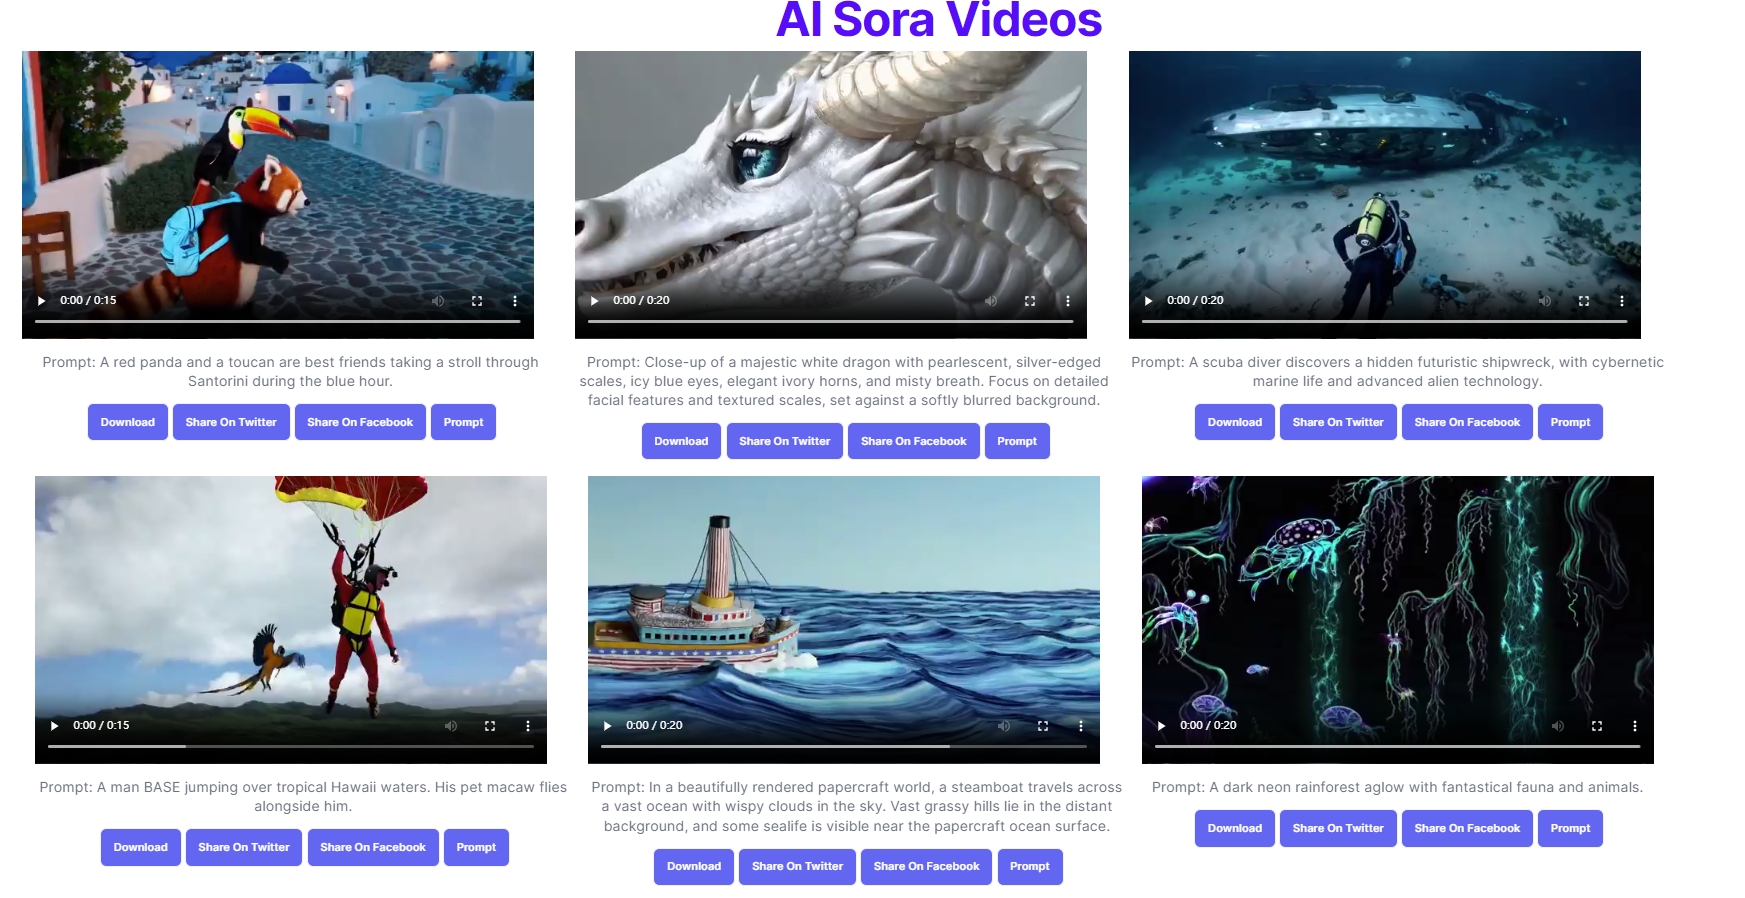 AI Sora Videos
0:00 / 0:15
Prompt: A red panda and a toucan are best friends taking a stroll through
Santorini during the blue hour.
Download Share On Twitter Share On Facebook Prompt
0:00 / 0:20
Prompt: Close-up of a majestic white dragon with pearlescent, silver-edged
scales, icy blue eyes, elegant ivory horns, and misty breath. Focus on detailed
facial features and textured scales, set against a softly blurred background.
Download Share On Twitter Share On Facebook Prompt
0:00 / 0:20
Prompt: A scuba diver discovers a hidden futuristic shipwreck, with cybernetic
marine life and advanced alien technology.
Download Share On Twitter Share On Facebook Prompt
0:00 / 0:15
Prompt: A man BASE jumping over tropical Hawaii waters. His pet macaw flies
alongside him.
Download Share On Twitter Share On Facebook Prompt
0:00 / 0:20
Prompt: In a beautifully rendered papercraft world, a steamboat travels across
a vast ocean with wispy clouds in the sky. Vast grassy hills lie in the distant
background, and some sealife is visible near the papercraft ocean surface.
Download Share On Twitter Share On Facebook Prompt
0:00 / 0:20
Prompt: A dark neon rainforest aglow with fantastical fauna and animals.
Download Share On Twitter Share On Facebook Prompt